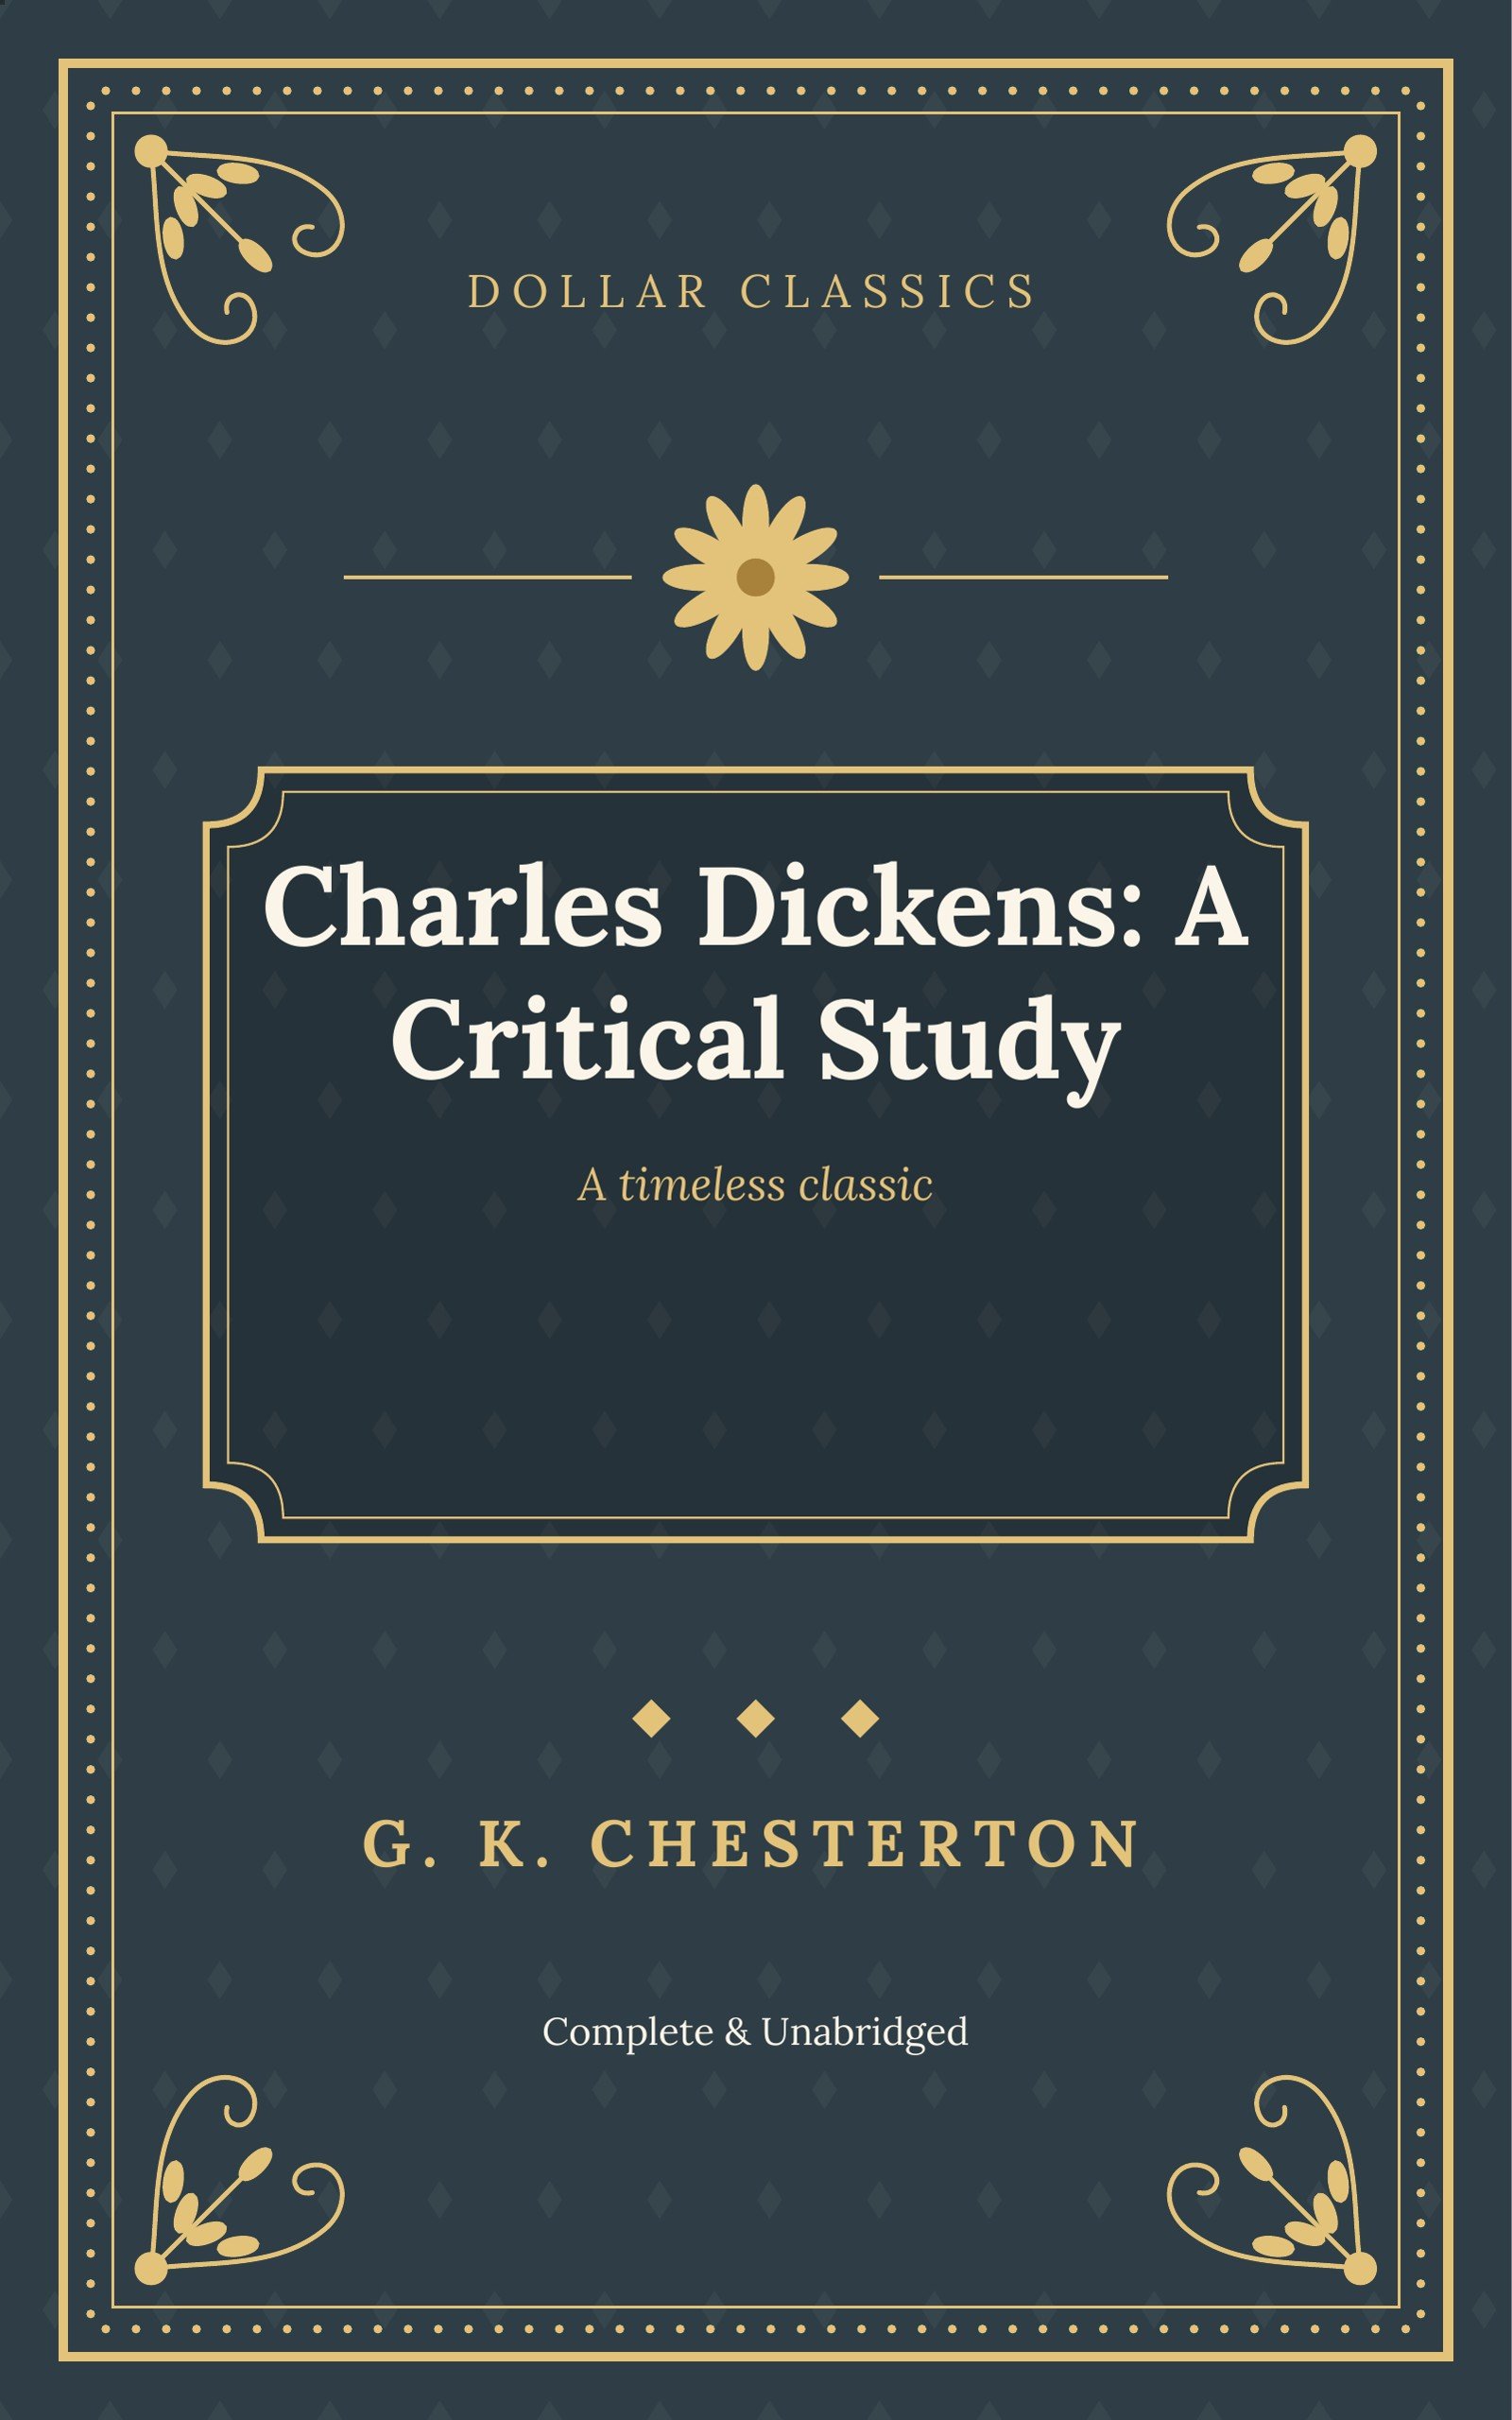 DOLLAR CLASSICS
Charles Dickens: A
Critical Study
A timeless classic
G. K. CHESTERTON
Complete & Unabridged